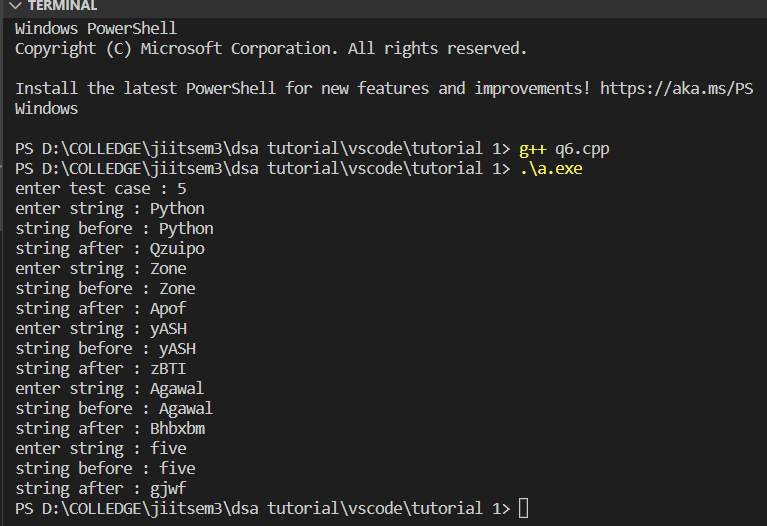 TERMINAL
Windows PowerShell
Copyright (C) Microsoft Corporation. All rights reserved.
Install the latest PowerShell for new features and improvements! https://aka.ms/PS
Windows
PS D:\COLLEDGE\jiitsem3\dsa tutorial\vscode\tutorial 1> g++ q6.cpp
PS D:\COLLEDGE\jiitsem3\dsa tutorial\vscode\tutorial 1> .\a.exe
enter test case : 5
enter string : Python
string before : Python
string after : Qzuipo
enter string : Zone
string before : Zone
string after : Apof
enter string : yASH
string before : yASH
string after : zBTI
enter string : Agawal
string before : Agawal
string after : Bhbxbm
enter string : five
string before : five
string after : gjwf
PS D:\COLLEDGE\jiitsem3\dsa tutorial\vscode\tutorial 1>